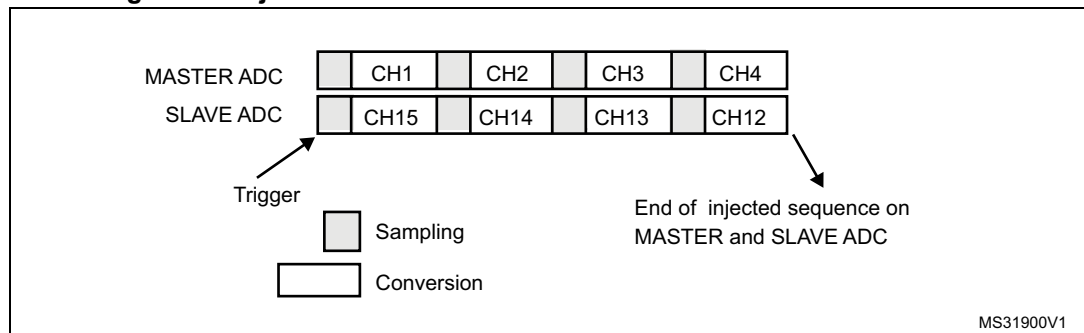 MASTER ADC CH1 CH2 CH3 CH4
SLAVE ADC CH15 CH14 CH13 CH12
Trigger
End of injected sequence on
MASTER and SLAVE ADC
Sampling
Conversion
MS31900V1